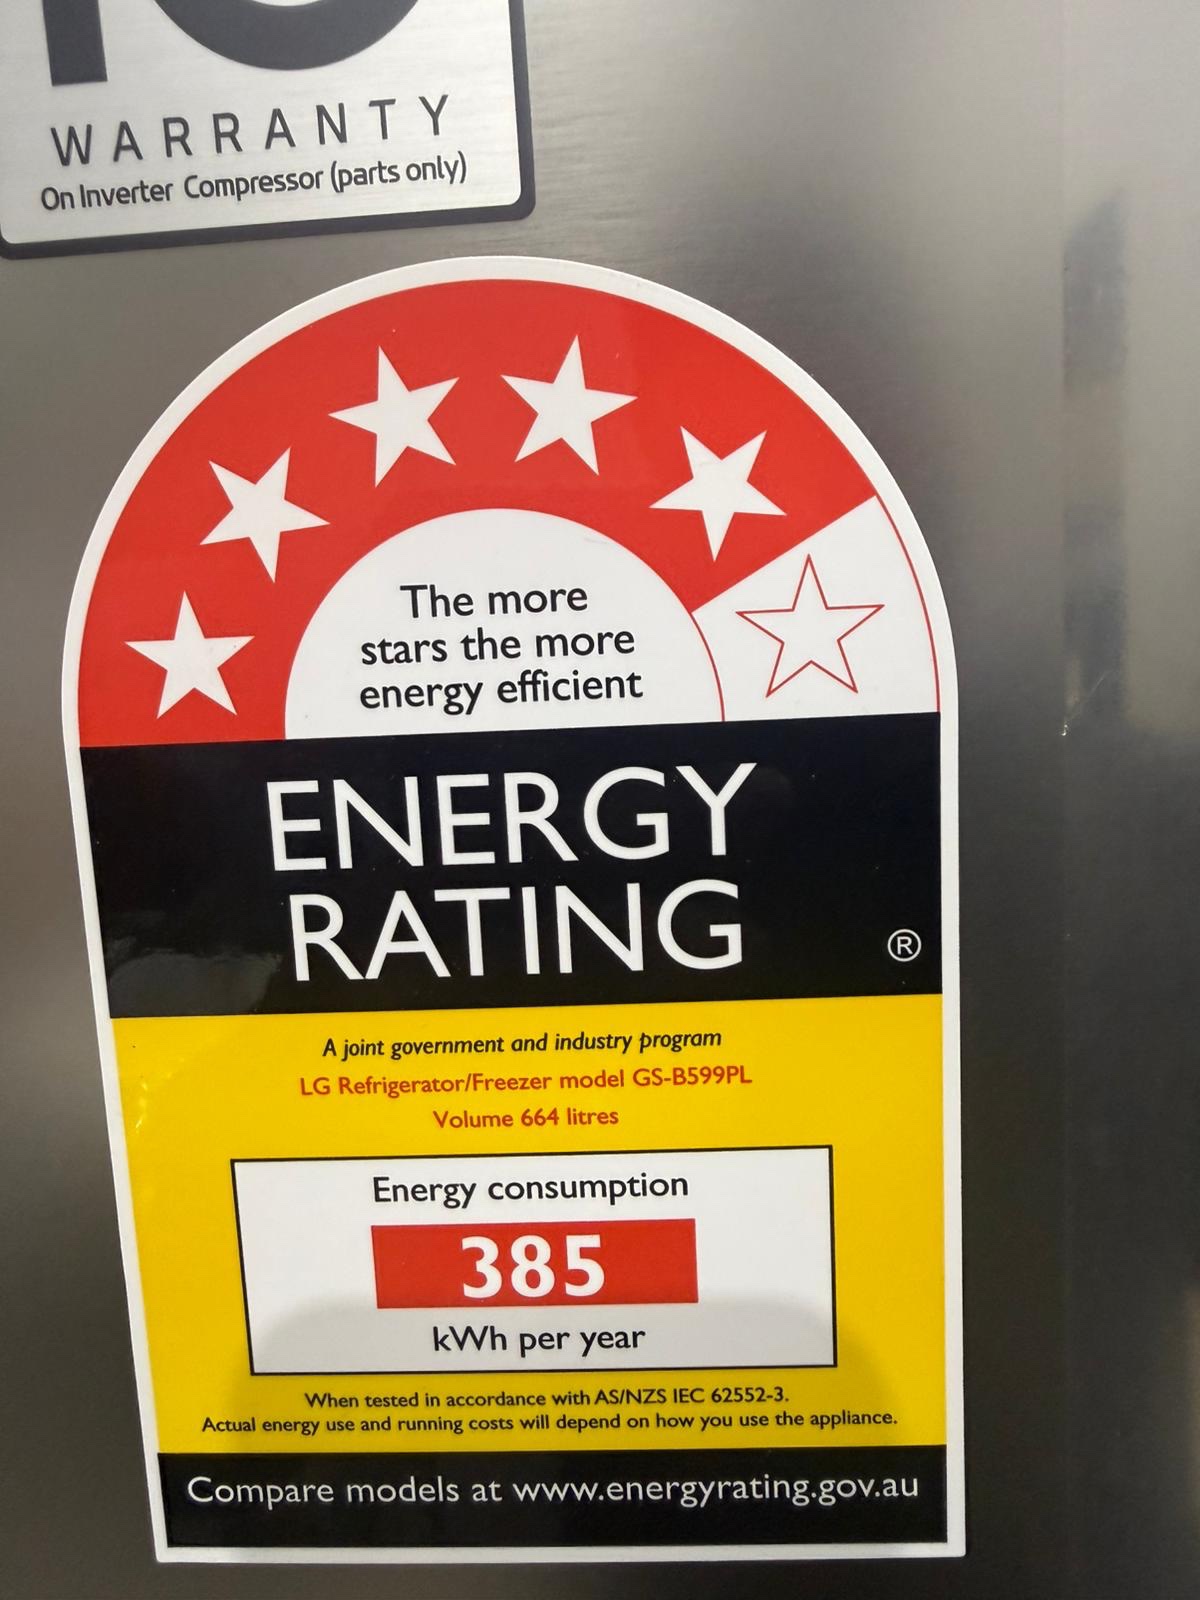 WARRANTY
On Inverter Compressor (parts only)
The more
stars the more
energy efficient
ENERGY
RATING
®
A joint government and industry program
LG Refrigerator/Freezer model GS-B599PL
Volume 664 litres
Energy consumption
385
kWh per year
When tested in accordance with AS/NZS IEC 62552-3.
Actual energy use and running costs will depend on how you use the appliance.
Compare models at www.energyrating.gov.au